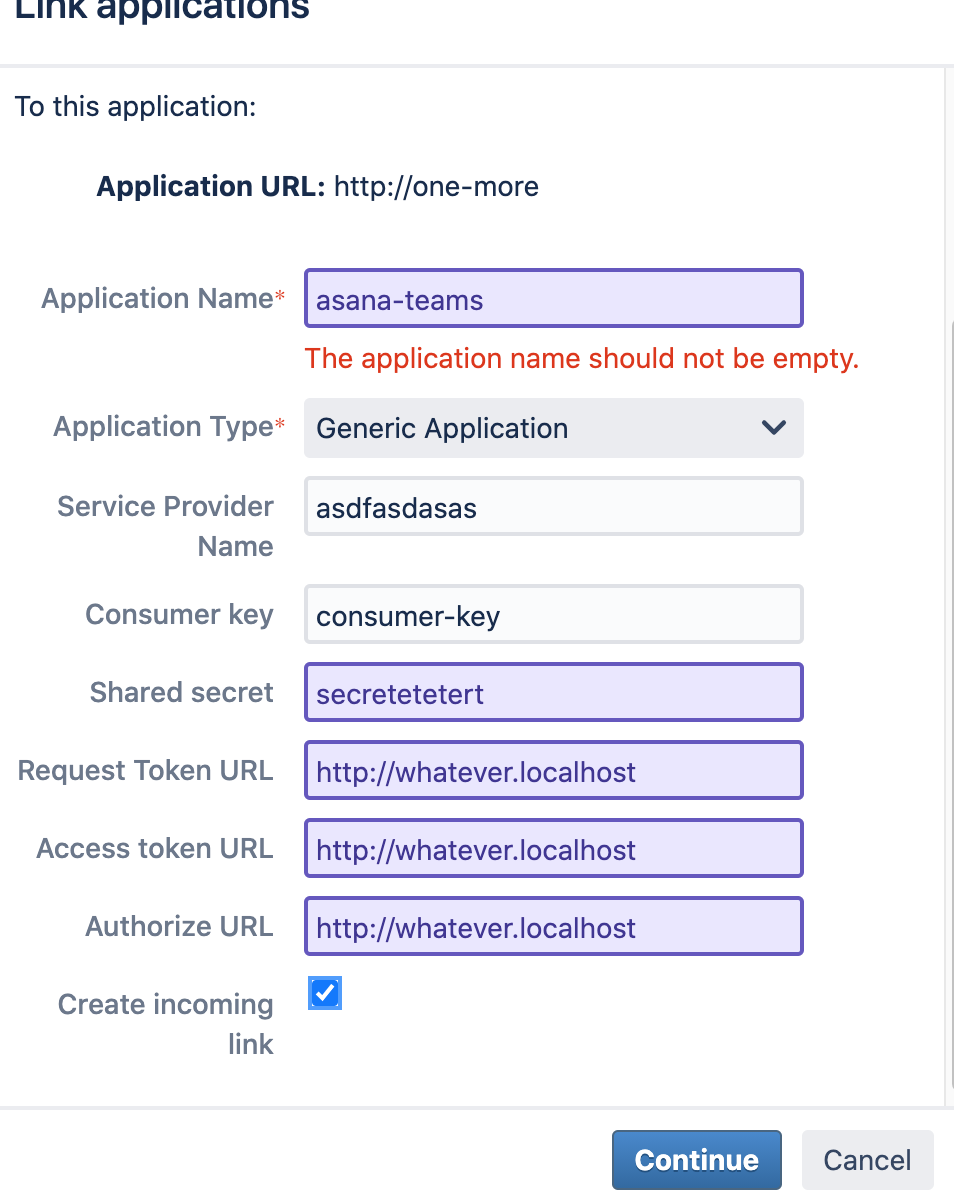 Link applications
To this application:
Application URL: http://one-more
Application Name*
asana-teams
The application name should not be empty.
Application Type*
Generic Application
Service Provider
Name
asdfasdasas
Consumer key
consumer-key
Shared secret
secretetetert
Request Token URL
http://whatever.localhost
Access token URL
http://whatever.localhost
Authorize URL
http://whatever.localhost
Create incoming
link
Continue
Cancel